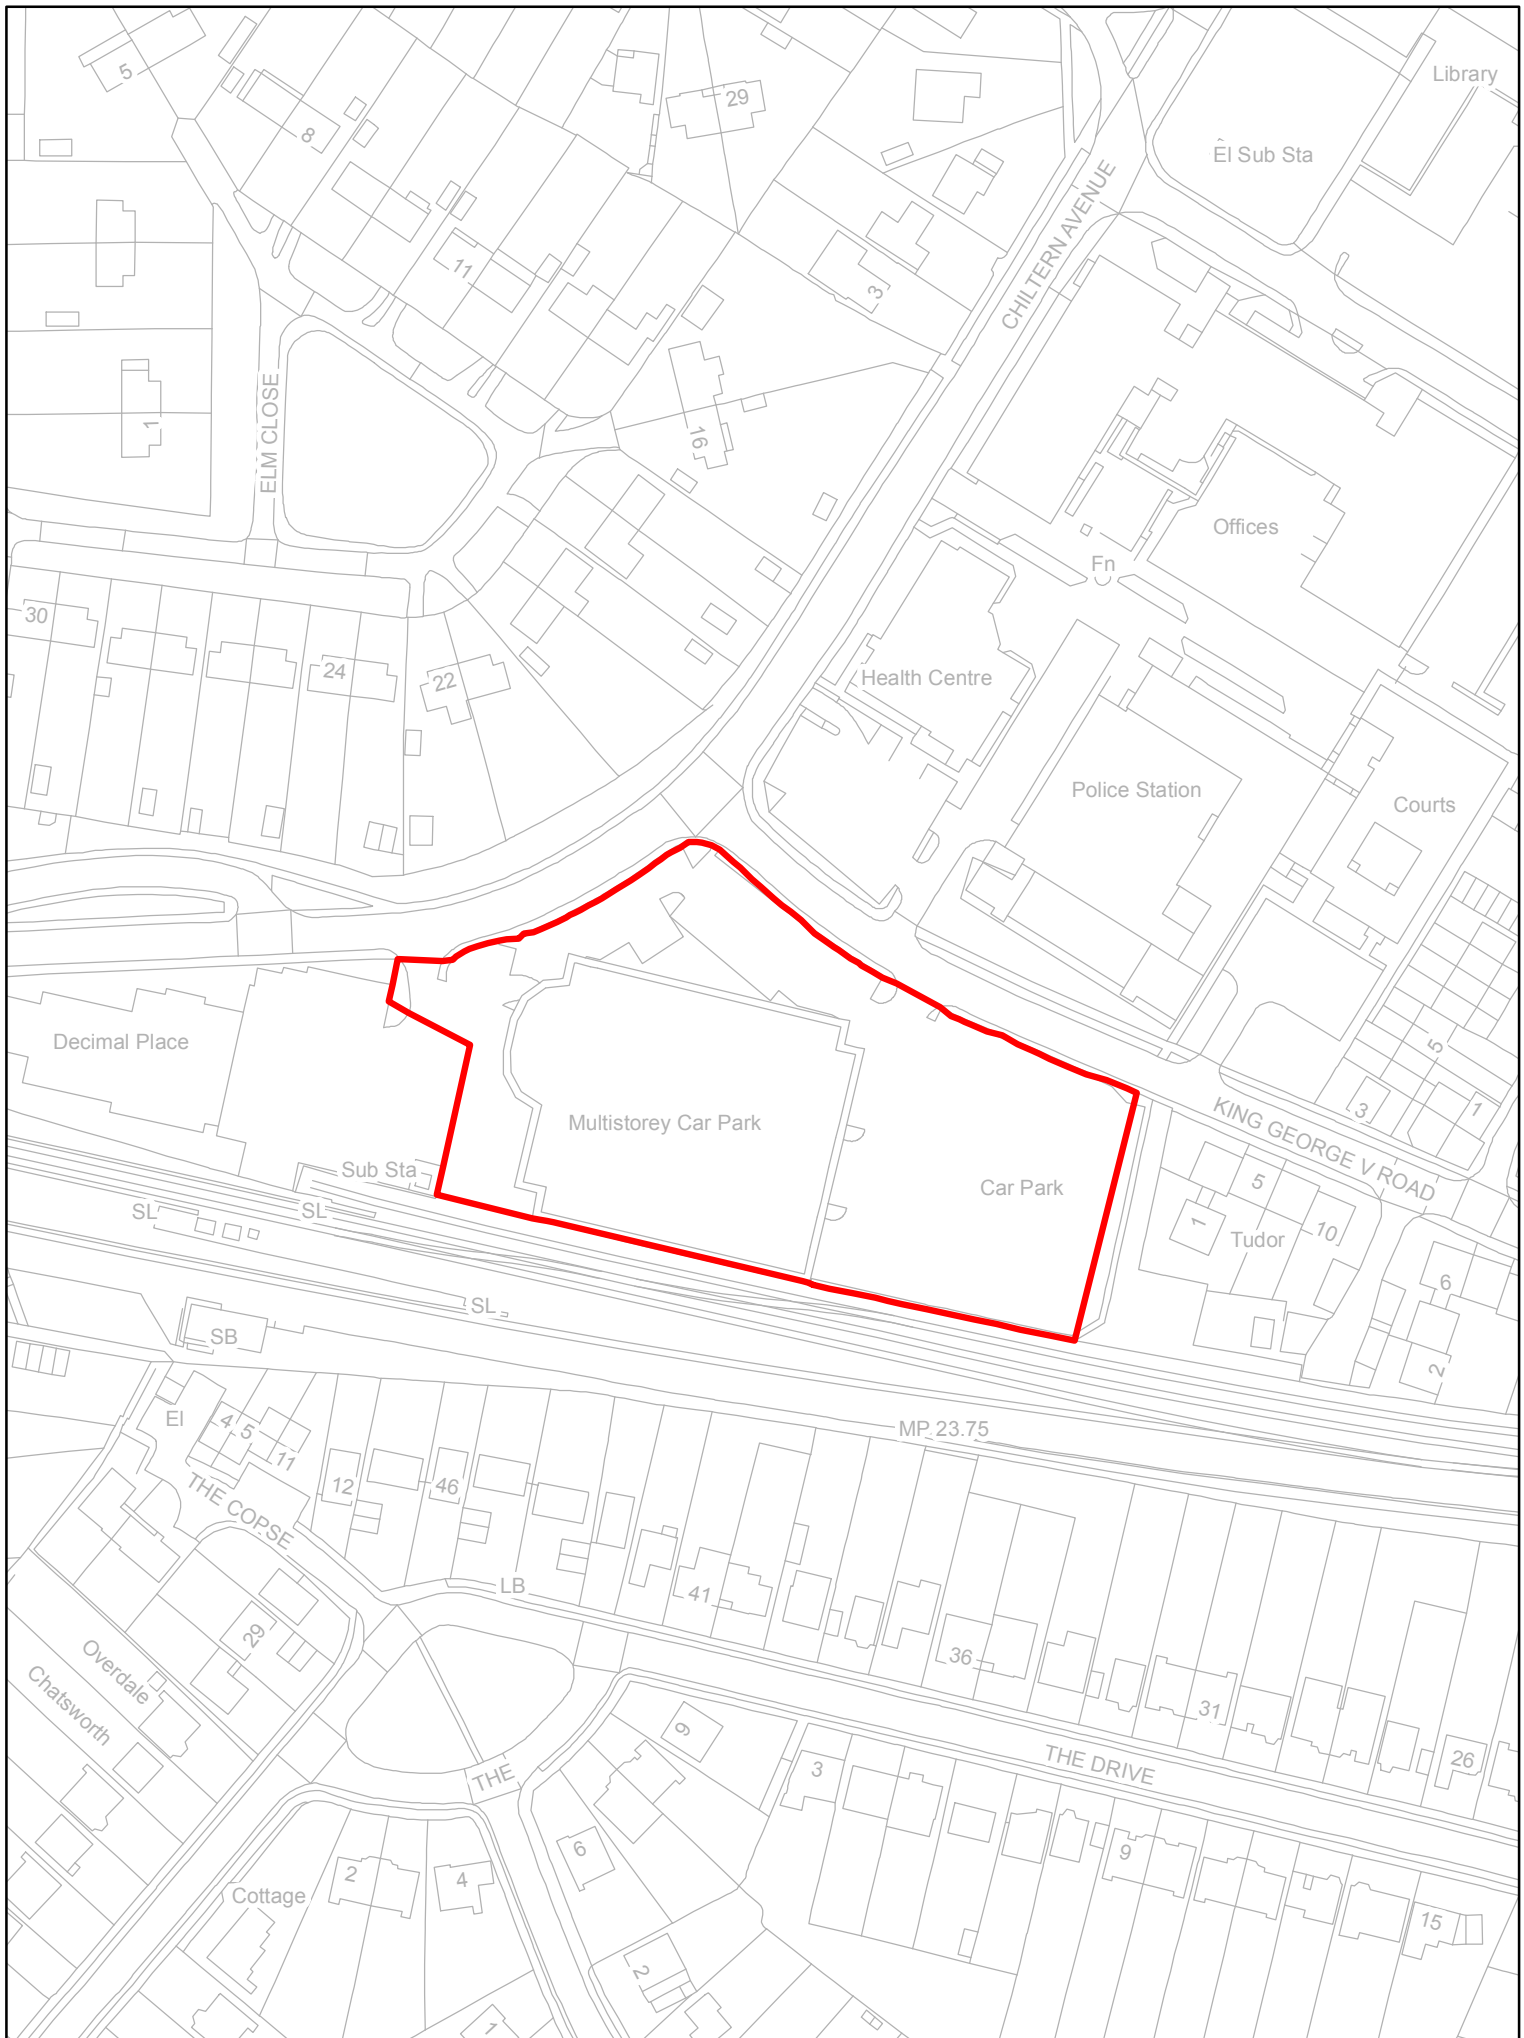 5
Library
29
8
Êl Sub Sta
CHILTERN AVENUE
11
3
ELM CLOSE
1
16
Offices
Fn
30
24
22
Health Centre
Police Station
Courts
Decimal Place
5
3
1
Multistorey Car Park
KING GEORGE V ROAD
Sub Sta
Car Park
5
1
10
Tudor
SL
SL
6
SL
SB
2
El
4
5
11
MP 23.75
12
46
THE COPSE
LB
41
29
36
Overdale
Chatsworth
31
9
THE DRIVE
26
THE
3
6
9
2
4
Cottage
15
2
1